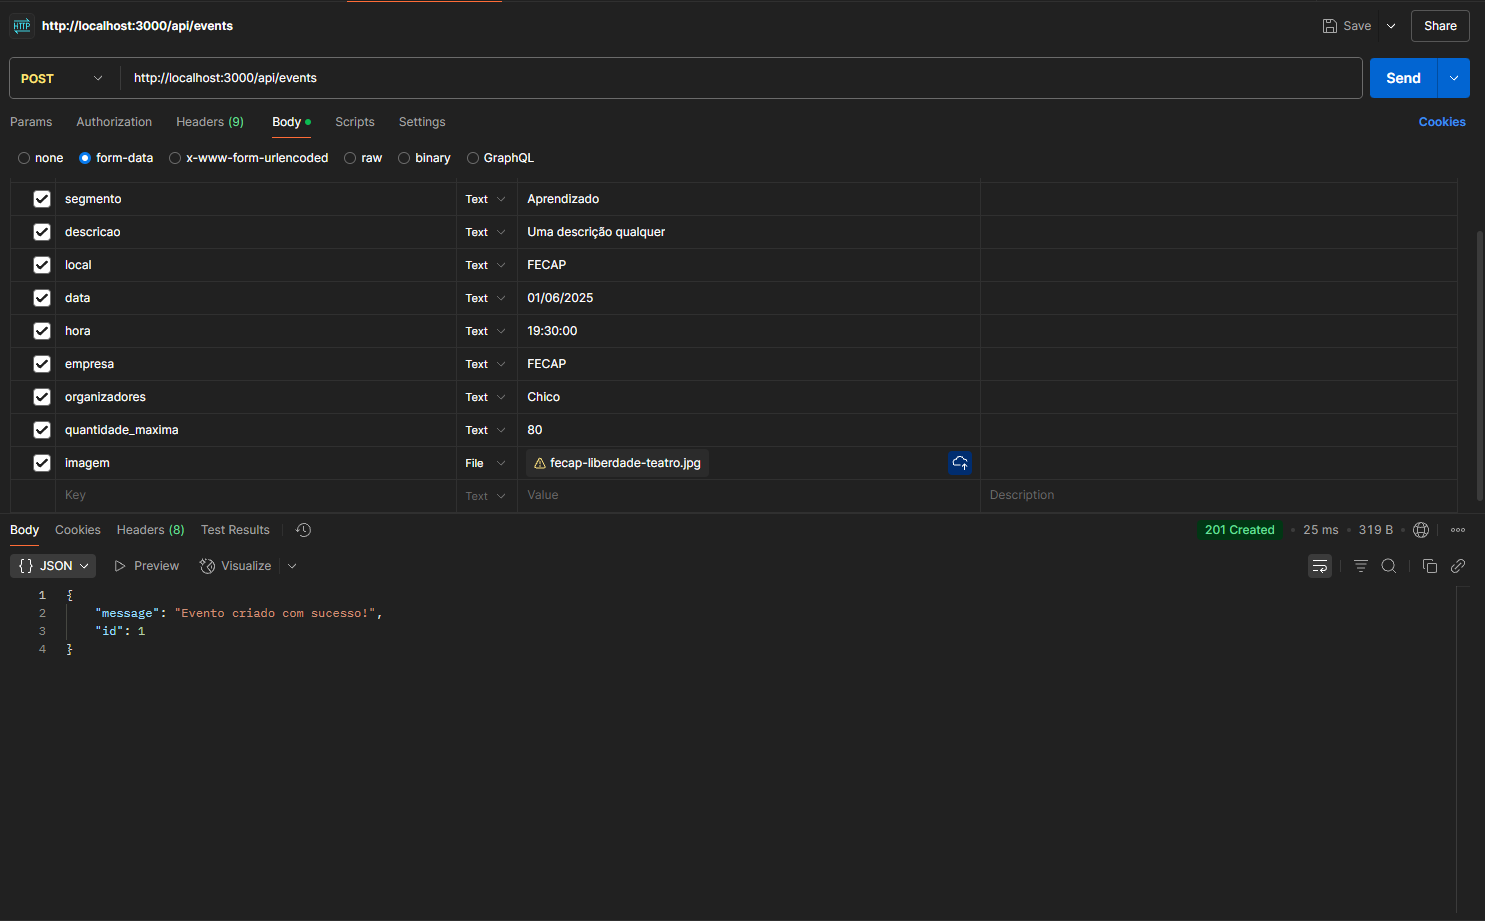 HTTP http://localhost:3000/api/events Save Share
POST http://localhost:3000/api/events Send
Params Authorization Headers (9) Body Scripts Settings Cookies
none form-data x-www-form-urlencoded raw binary GraphQL
segmento Text Aprendizado
descricao Text Uma descrição qualquer
local Text FECAP
data Text 01/06/2025
hora Text 19:30:00
empresa Text FECAP
organizadores Text Chico
quantidade_maxima Text 80
imagem File fecap-liberdade-teatro.jpg
Key Text Value Description
Body Cookies Headers (8) Test Results 201 Created 25 ms 319 B
{} JSON Preview Visualize
1 {
2 "message": "Evento criado com sucesso!",
3 "id": 1
4 }